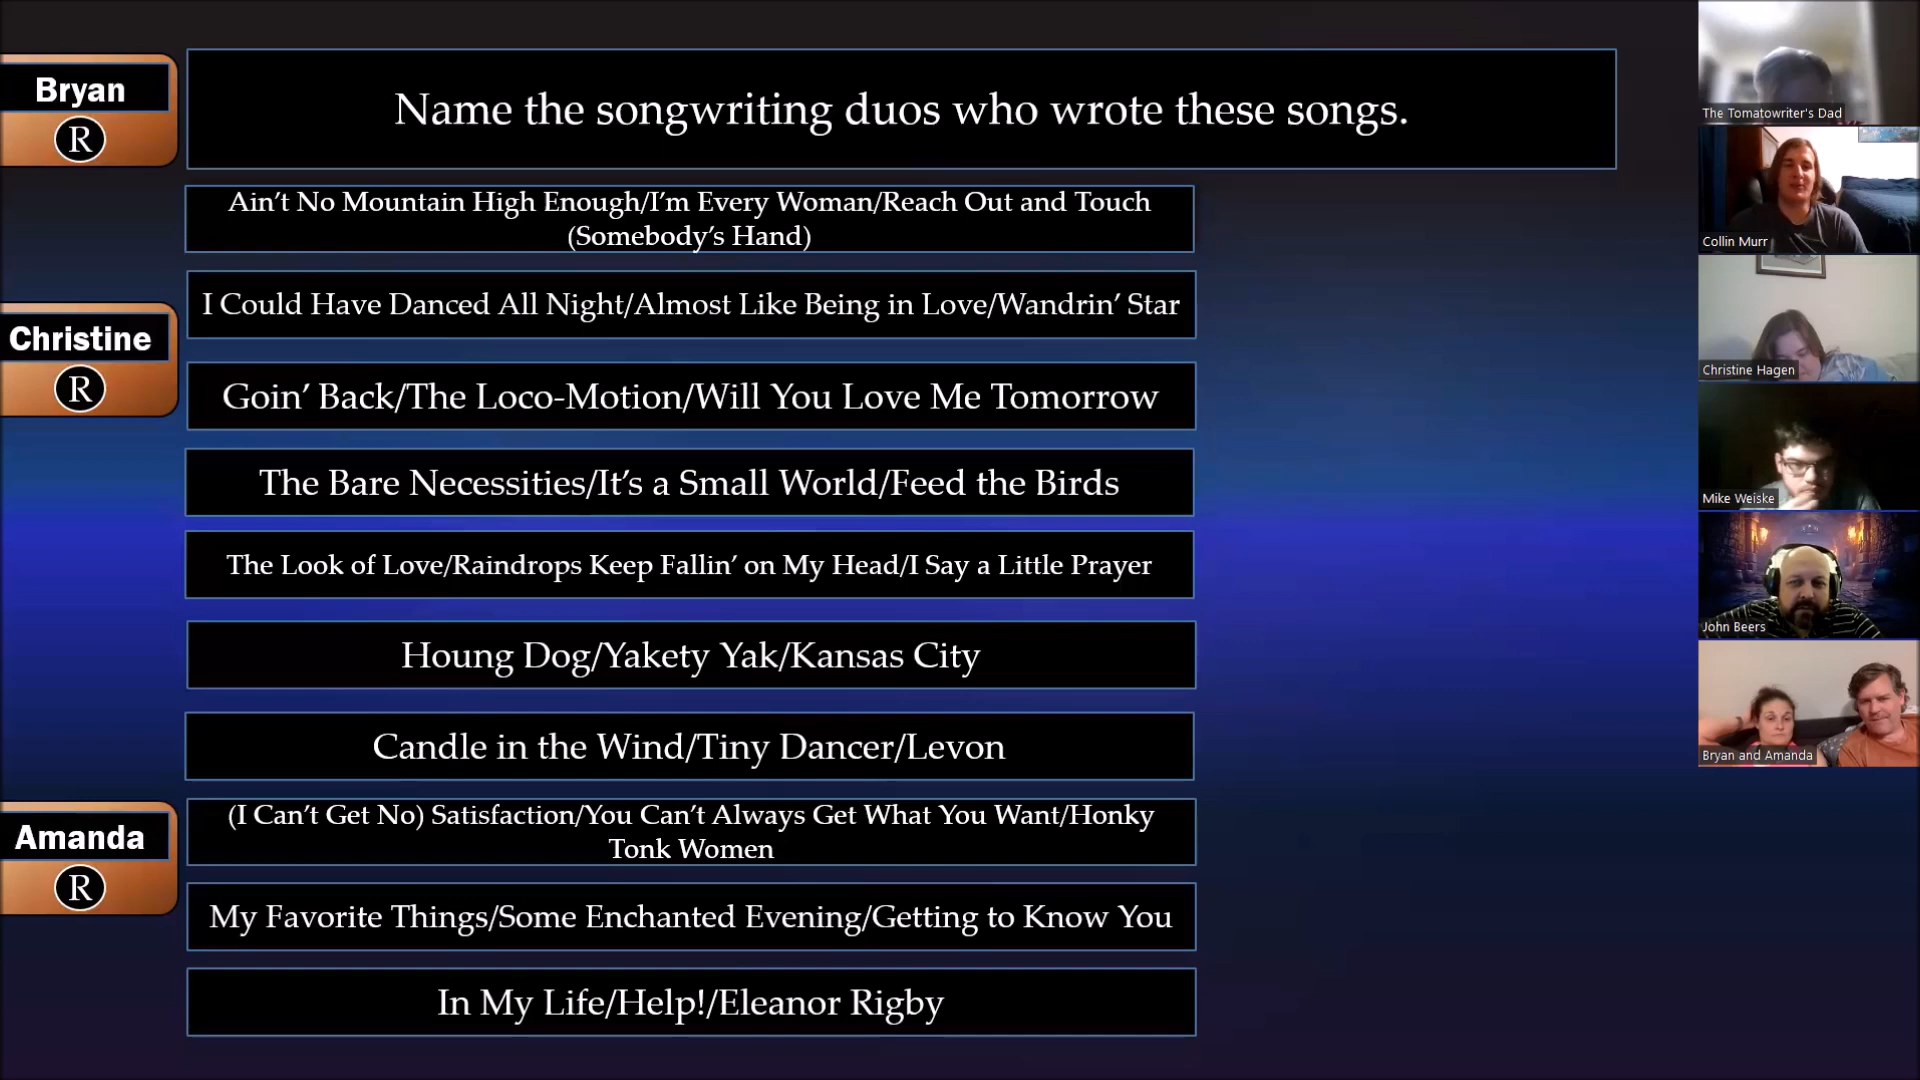 Bryan
R
Name the songwriting duos who wrote these songs.
Ain't No Mountain High Enough/I'm Every Woman/Reach Out and Touch
(Somebody's Hand)
I Could Have Danced All Night/Almost Like Being in Love/Wandrin' Star
Christine
R
Goin' Back/The Loco-Motion/Will You Love Me Tomorrow
The Bare Necessities/It's a Small World/Feed the Birds
The Look of Love/Raindrops Keep Fallin' on My Head/I Say a Little Prayer
Houng Dog/Yakety Yak/Kansas City
Candle in the Wind/Tiny Dancer/Levon
(I Can't Get No) Satisfaction/You Can't Always Get What You Want/Honky
Tonk Women
Amanda
R
My Favorite Things/Some Enchanted Evening/Getting to Know You
In My Life/Help!/Eleanor Rigby
The Tomatowriter's Dad
Collin Murr
Christine Hagen
Mike Weiske
John Beers
Bryan and Amanda